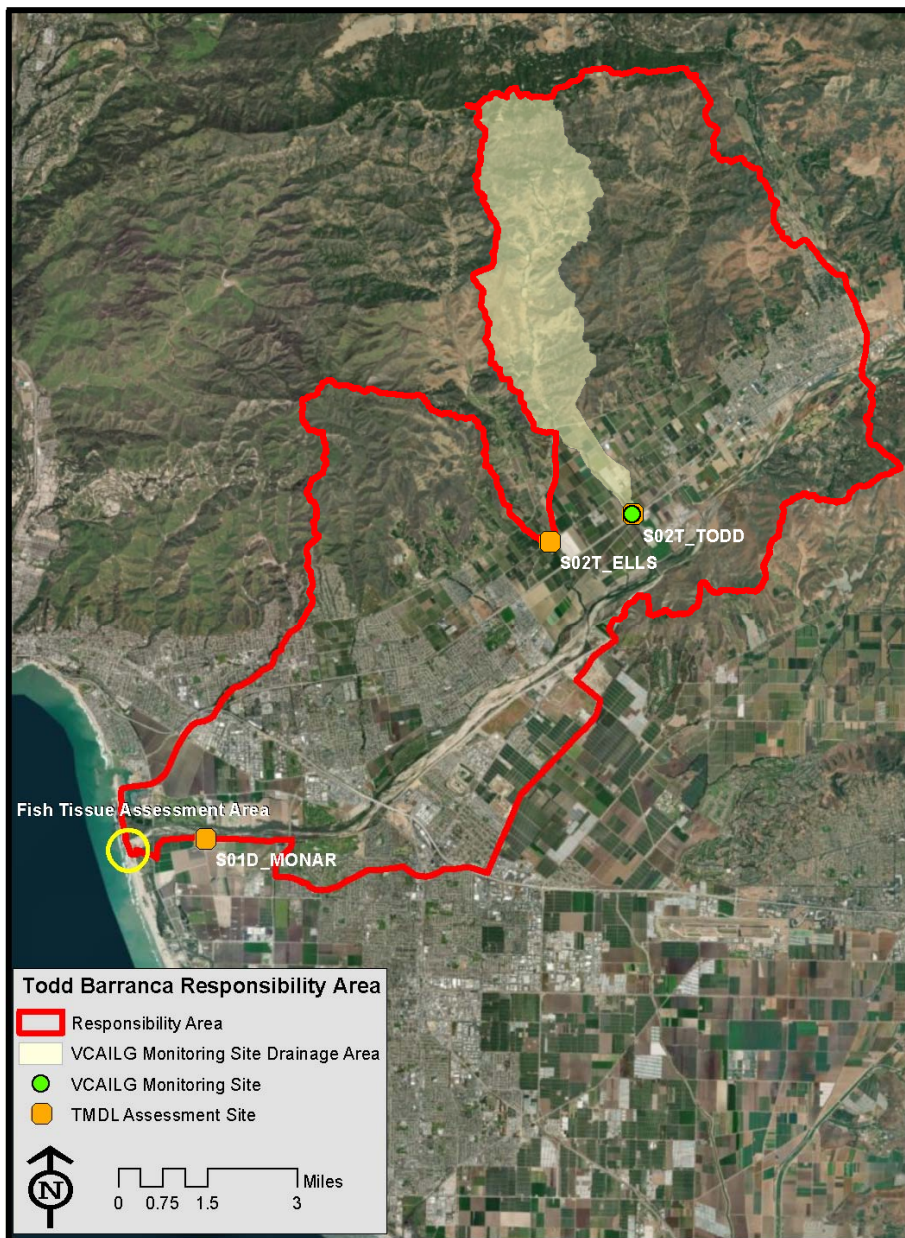 S02T_TODD
S02T_ELLS
Fish Tissue Assessment Area
S01D_MONAR
Todd Barranca Responsibility Area
Responsibility Area
VCAILG Monitoring Site Drainage Area
VCAILG Monitoring Site
TMDL Assessment Site
N
Miles
0 0.75 1.5 3